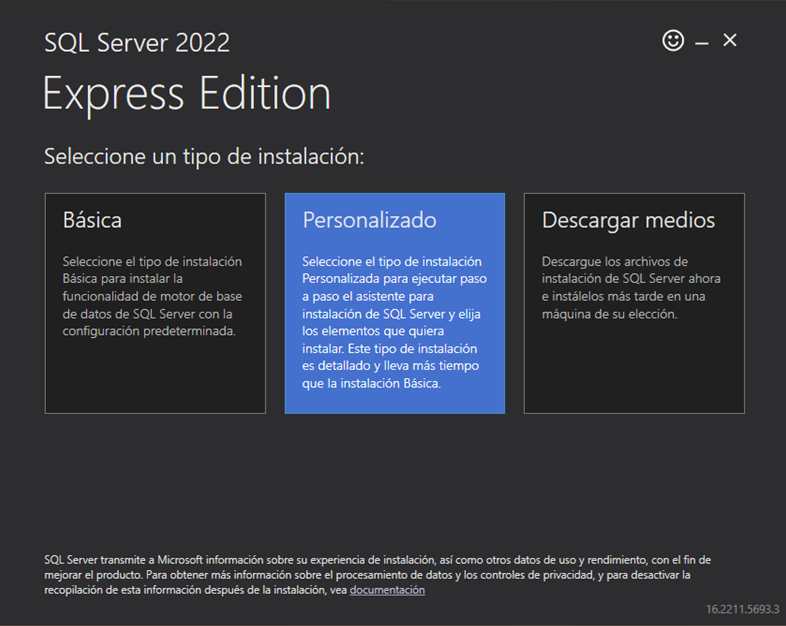 SQL Server 2022
Express Edition
Seleccione un tipo de instalación:
Básica
Seleccione el tipo de instalación
Básica para instalar la
funcionalidad de motor de base
de datos de SQL Server con la
configuración predeterminada.
Personalizado
Seleccione el tipo de instalación
Personalizada para ejecutar paso
a paso el asistente para
instalación de SQL Server y elija
los elementos que quiera
instalar. Este tipo de instalación
es detallado y lleva más tiempo
que la instalación Básica.
Descargar medios
Descargue los archivos de
instalación de SQL Server ahora
e instálelos más tarde en una
máquina de su elección.
SQL Server transmite a Microsoft información sobre su experiencia de instalación, así como otros datos de uso y rendimiento, con el fin de
mejorar el producto. Para obtener más información sobre el procesamiento de datos y los controles de privacidad, y para desactivar la
recopilación de esta información después de la instalación, vea documentación
16.2211.5693.3